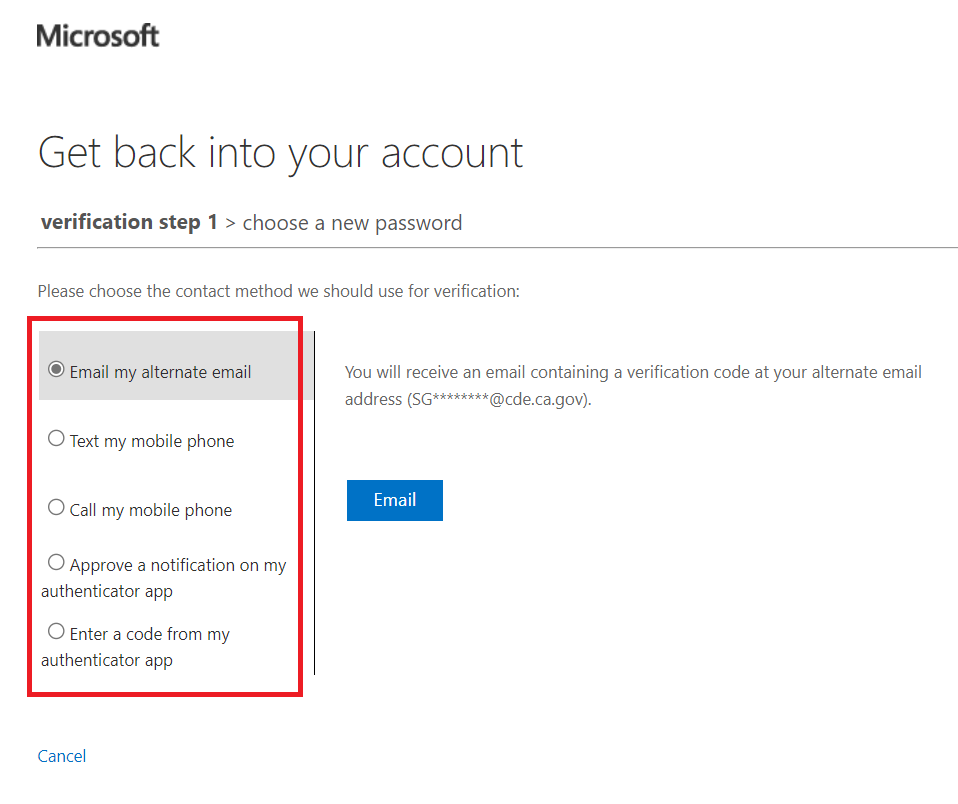 Microsoft
Get back into your account
verification step 1 > choose a new password
Please choose the contact method we should use for verification:
Email my alternate email
Text my mobile phone
Call my mobile phone
Approve a notification on my
authenticator app
Enter a code from my
authenticator app
You will receive an email containing a verification code at your alternate email
address (SG********@cde.ca.gov).
Email
Cancel